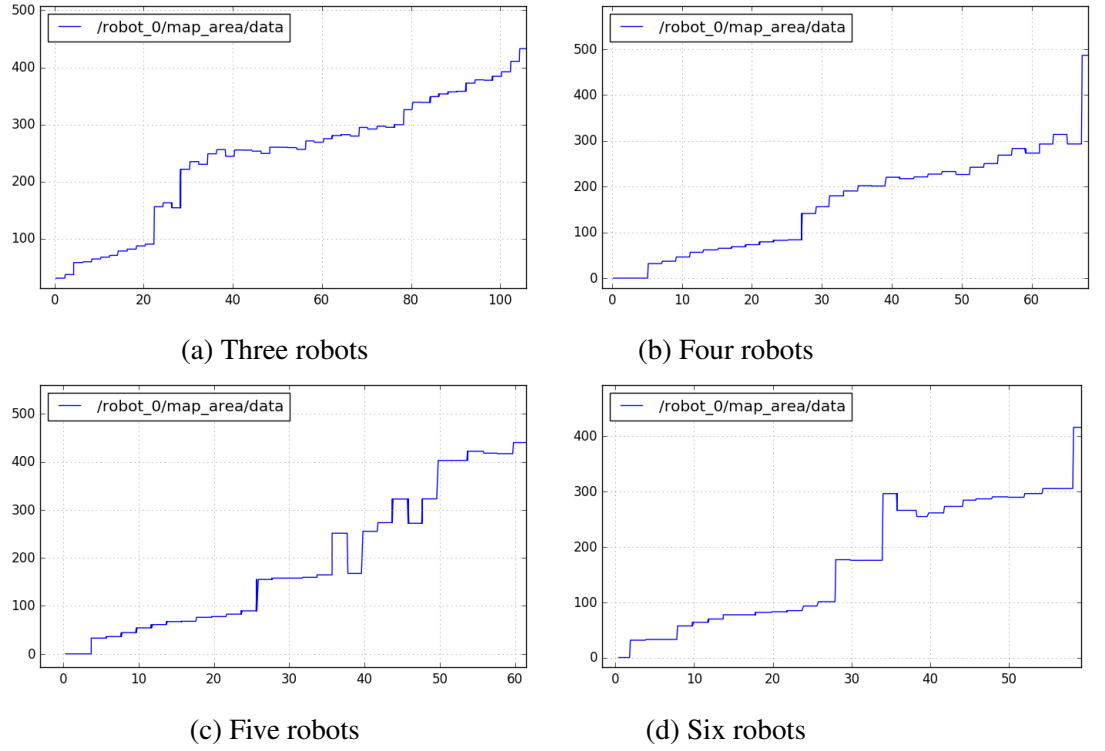 /robot_0/map_area/data
500
400
300
200
100
0 20 40 60 80 100
(a) Three robots
/robot_0/map_area/data
500
400
300
200
100
0
0 10 20 30 40 50 60
(b) Four robots
/robot_0/map_area/data
500
400
300
200
100
0
0 10 20 30 40 50 60
(c) Five robots
/robot_0/map_area/data
400
300
200
100
0
0 10 20 30 40 50
(d) Six robots